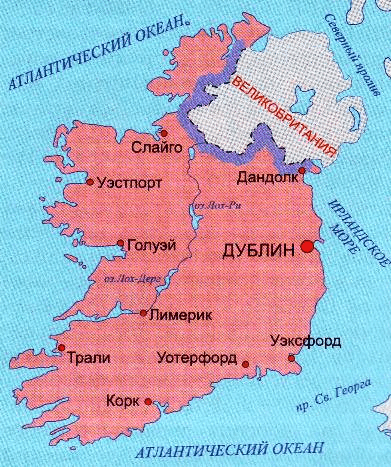 АТЛАНТИЧЕСКИЙ ОКЕАН
Северный пролив
ВЕЛИКОБРИТАНИЯ
Слайго
Дандолк
Уэстпорт
оз.Лох-Ри
ИРЛАНДСКОЕ
МОРЕ
Голуэй
ДУБЛИН
оз.Лох-Дерг
Лимерик
Трали
Уэксфорд
Уотерфорд
Корк
пр. Св. Георга
АТЛАНТИЧЕСКИЙ ОКЕАН